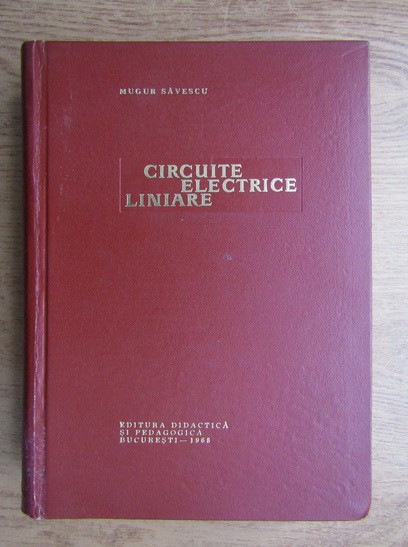 MUGUR SĂVESCU
CIRCUITE
ELECTRICE
LINIARE
EDITURA DIDACTICĂ
ȘI PEDAGOGICĂ
BUCUREȘTI—1968